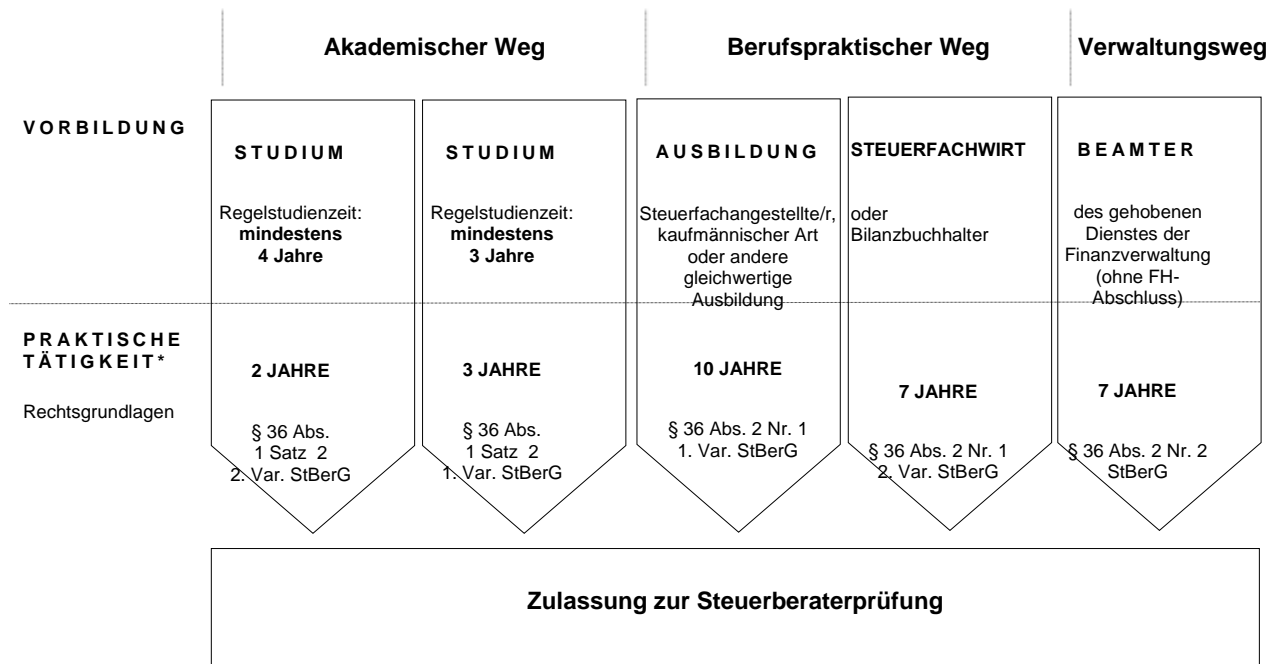 Akademischer Weg
Berufspraktischer Weg
Verwaltungsweg
VORBILDUNG
STUDIUM
Regelstudienzeit:
mindestens
4 Jahre
STUDIUM
Regelstudienzeit:
mindestens
3 Jahre
AUSBILDUNG
Steuerfachangestellte/r,
kaufmännischer Art
oder andere
gleichwertige
Ausbildung
STEUERFACHWIRT
oder
Bilanzbuchhalter
BEAMTER
des gehobenen
Dienstes der
Finanzverwaltung
(ohne FH-
Abschluss)
PRAKTISCHE
TÄTIGKEIT*
Rechtsgrundlagen
2 JAHRE
§ 36 Abs.
1 Satz 2
2. Var. StBerG
3 JAHRE
§ 36 Abs.
1 Satz 2
1. Var. StBerG
10 JAHRE
§ 36 Abs. 2 Nr. 1
1. Var. StBerG
7 JAHRE
§ 36 Abs. 2 Nr. 1
2. Var. StBerG
7 JAHRE
§ 36 Abs. 2 Nr. 2
StBerG
Zulassung zur Steuerberaterprüfung